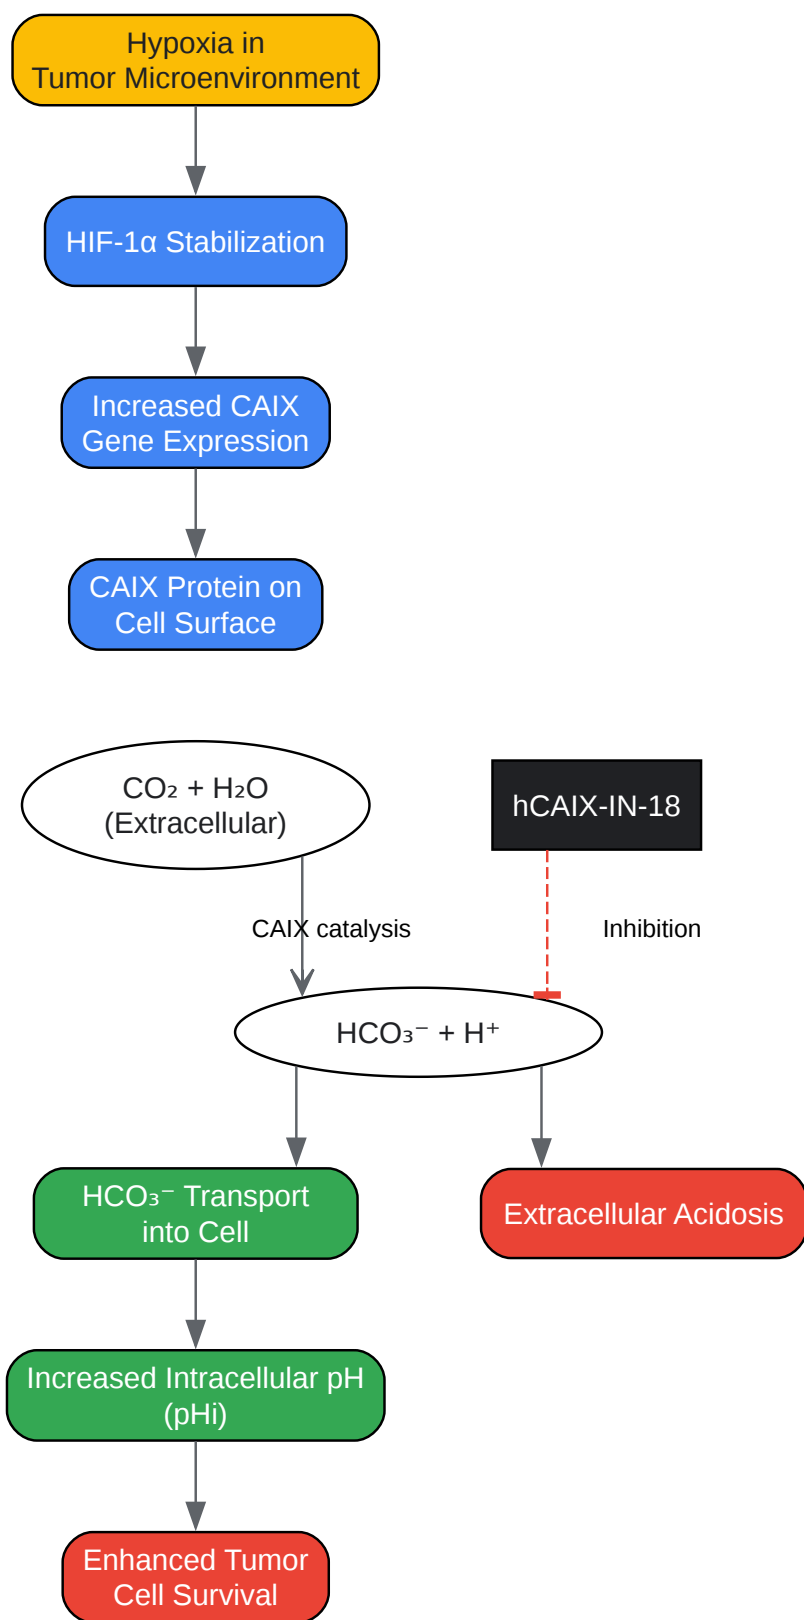 Hypoxia in
Tumor Microenvironment
HIF-1α Stabilization
Increased CAIX
Gene Expression
CAIX Protein on
Cell Surface
CO₂ + H₂O
(Extracellular)
hCAIX-IN-18
CAIX catalysis
Inhibition
HCO₃⁻ + H⁺
HCO₃⁻ Transport
into Cell
Extracellular Acidosis
Increased Intracellular pH
(pHi)
Enhanced Tumor
Cell Survival